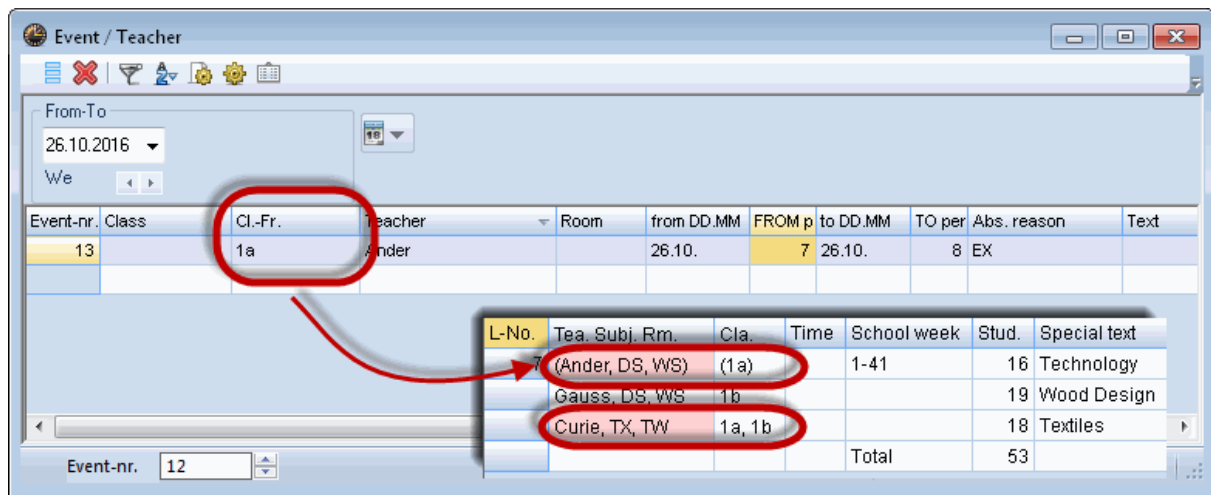 Event / Teacher
From-To
26.10.2016
18
We
Event-nr. Class Cl.-Fr. Teacher Room from DD.MM FROM p to DD.MM TO per Abs. reason Text
13 1a Ander 26.10. 7 26.10. 8 EX
L-No. Tea. Subj. Rm. Cla. Time School week Stud. Special text
7 (Ander, DS, WS) (1a) 1-41 16 Technology
Gauss, DS, WS 1b 19 Wood Design
Curie, TX, TW 1a, 1b 18 Textiles
Total 53
Event-nr. 12